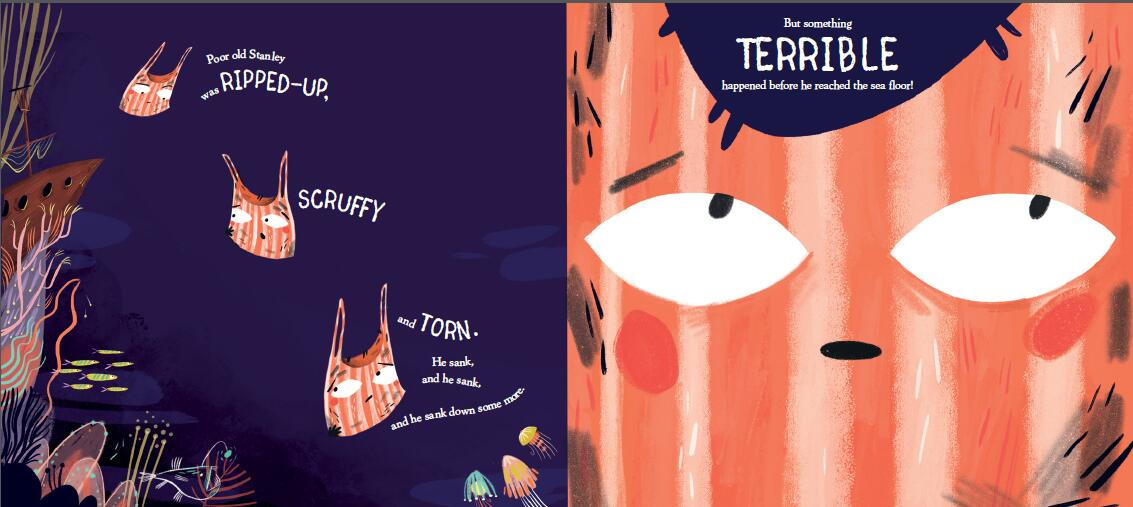 Poor old Stanley
was RIPPED-UP,
SCRUFFY
and TORN.
He sank,
and he sank,
and he sank down some more.
But something
TERRIBLE
happened before he reached the sea floor!